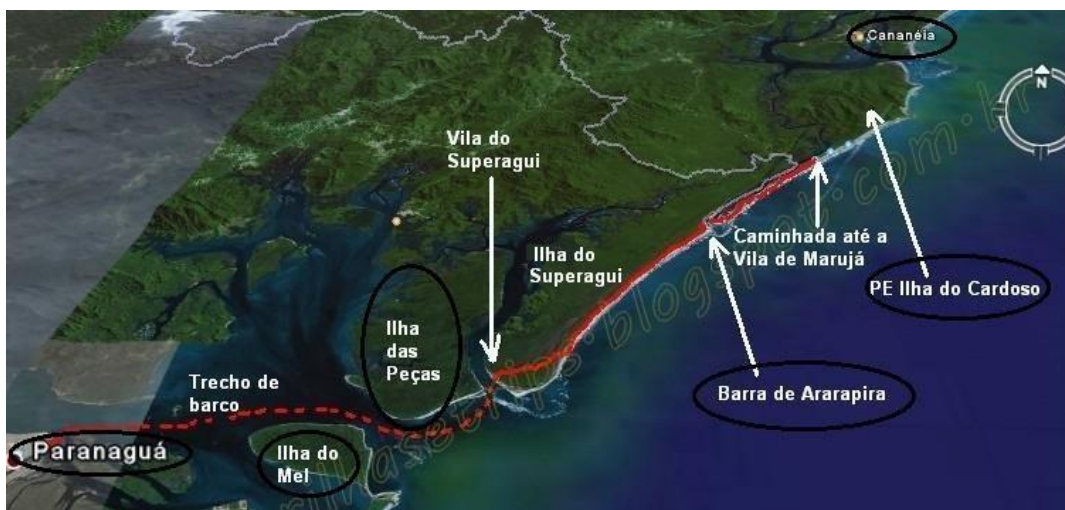 Cananéia
N
Vila do
Superagui
Ilha do
Superagui
Caminhada até a
Vila de Marujá
PE Ilha do Cardoso
Ilha
das
Peças
Trecho de
barco
Barra de Ararapira
Paranaguá
Ilha do
Mel